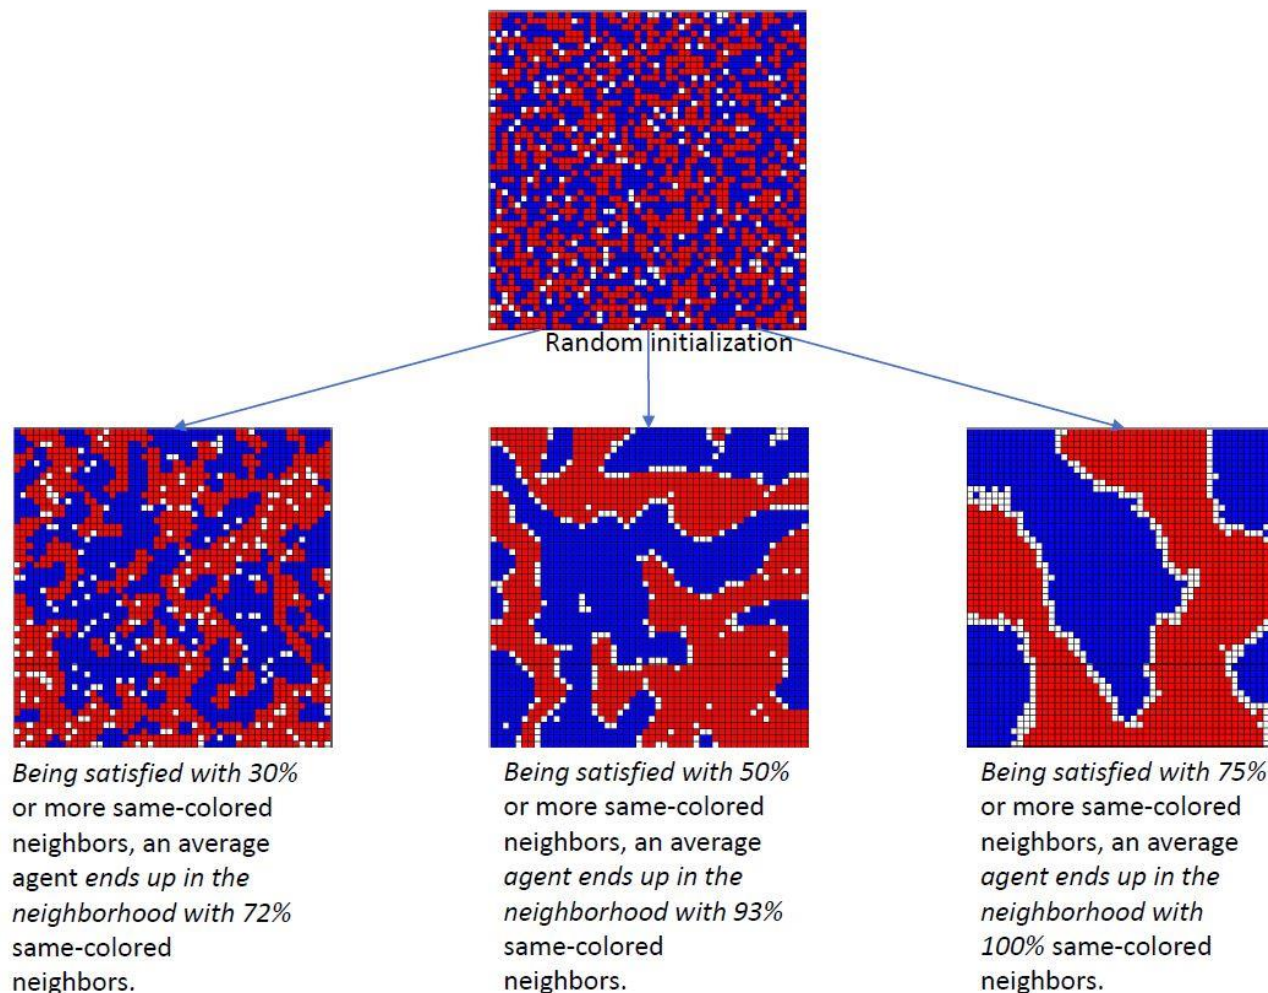 Random initialization
Being satisfied with 30%
or more same-colored
neighbors, an average
agent ends up in the
neighborhood with 72%
same-colored
neighbors.
Being satisfied with 50%
or more same-colored
neighbors, an average
agent ends up in the
neighborhood with 93%
same-colored
neighbors.
Being satisfied with 75%
or more same-colored
neighbors, an average
agent ends up in the
neighborhood with
100% same-colored
neighbors.